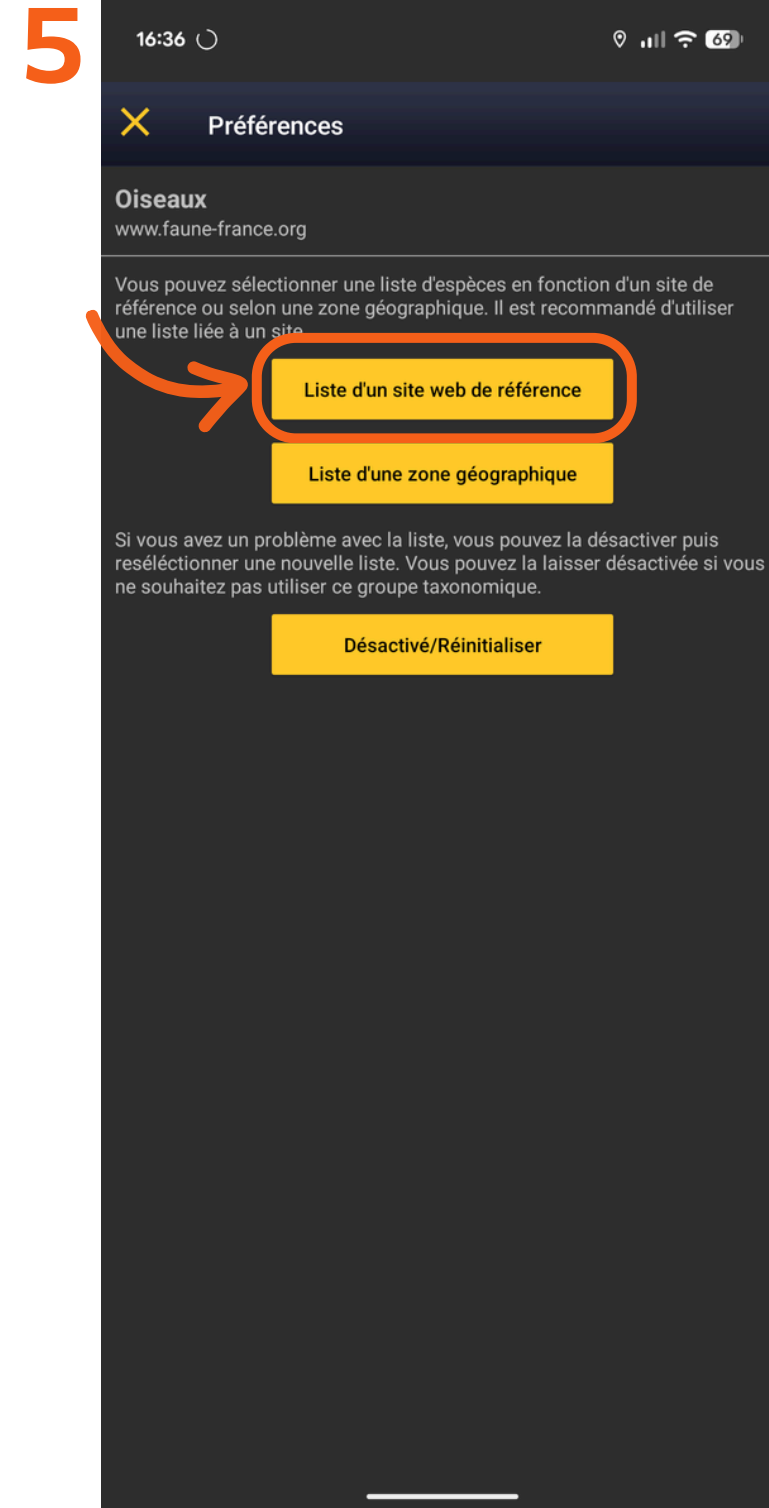 5
16:36
69
Préférences
Oiseaux
www.faune-france.org
Vous pouvez sélectionner une liste d'espèces en fonction d'un site de
référence ou selon une zone géographique. Il est recommandé d'utiliser
une liste liée à un site
Liste d'un site web de référence
Liste d'une zone géographique
Si vous avez un problème avec la liste, vous pouvez la désactiver puis
reséléctionner une nouvelle liste. Vous pouvez la laisser désactivée si vous
ne souhaitez pas utiliser ce groupe taxonomique.
Désactivé/Réinitialiser